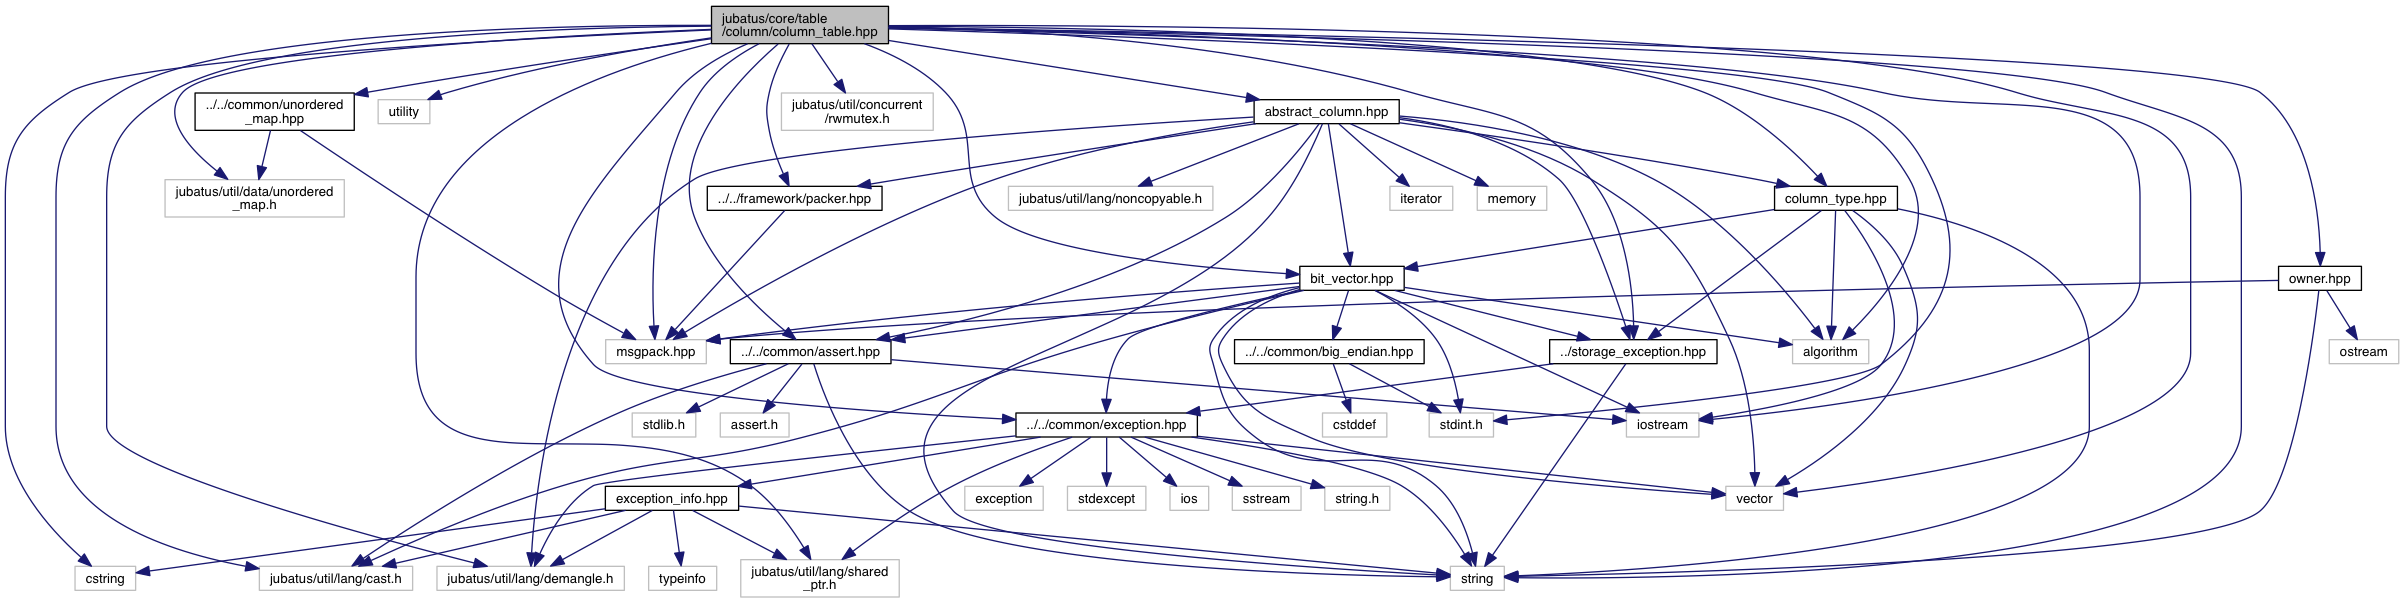 jubatus/core/table
/column/column_table.hpp
../../common/unordered
_map.hpp
utility
jubatus/util/concurrent
/rwmutex.h
abstract_column.hpp
jubatus/util/data/unordered
_map.h
../../framework/packer.hpp
jubatus/util/lang/noncopyable.h
iterator
memory
column_type.hpp
bit_vector.hpp
owner.hpp
msgpack.hpp
../../common/assert.hpp
../../common/big_endian.hpp
../storage_exception.hpp
algorithm
ostream
stdlib.h
assert.h
../../common/exception.hpp
cstddef
stdint.h
iostream
exception_info.hpp
exception
stdexcept
ios
sstream
string.h
vector
cstring
jubatus/util/lang/cast.h
jubatus/util/lang/demangle.h
typeinfo
jubatus/util/lang/shared
_ptr.h
string